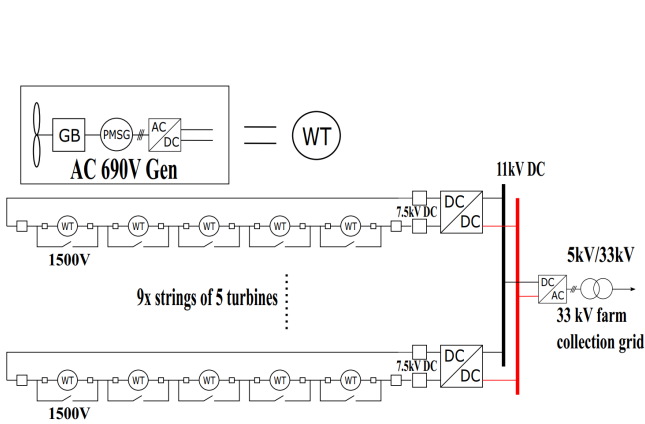 GB
PMSG
AC
DC
AC 690V Gen
WT
11kV DC
7.5kV DC
DC
DC
WT WT WT WT WT
1500V
9x strings of 5 turbines
5kV/33kV
DC
AC
33 kV farm
collection grid
7.5kV DC
DC
DC
WT WT WT WT WT
1500V